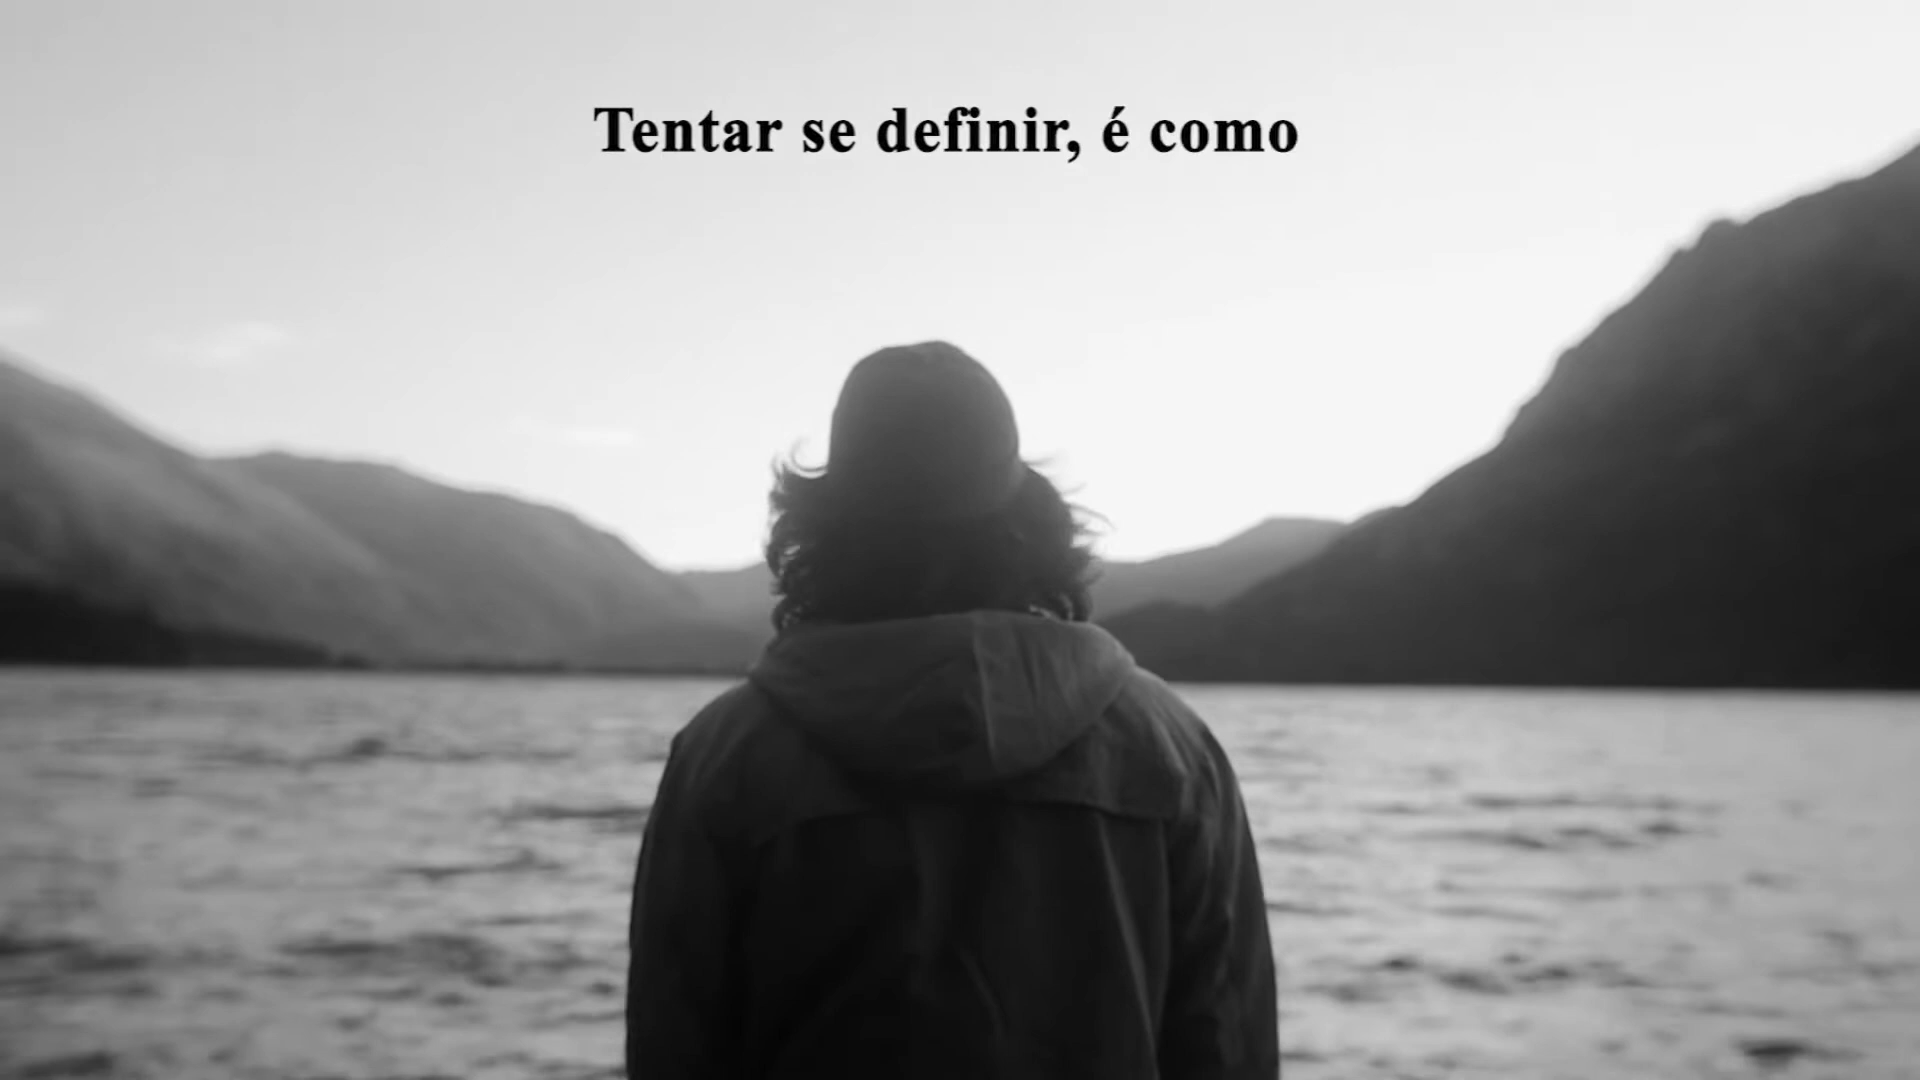 Tentar se definir, é como